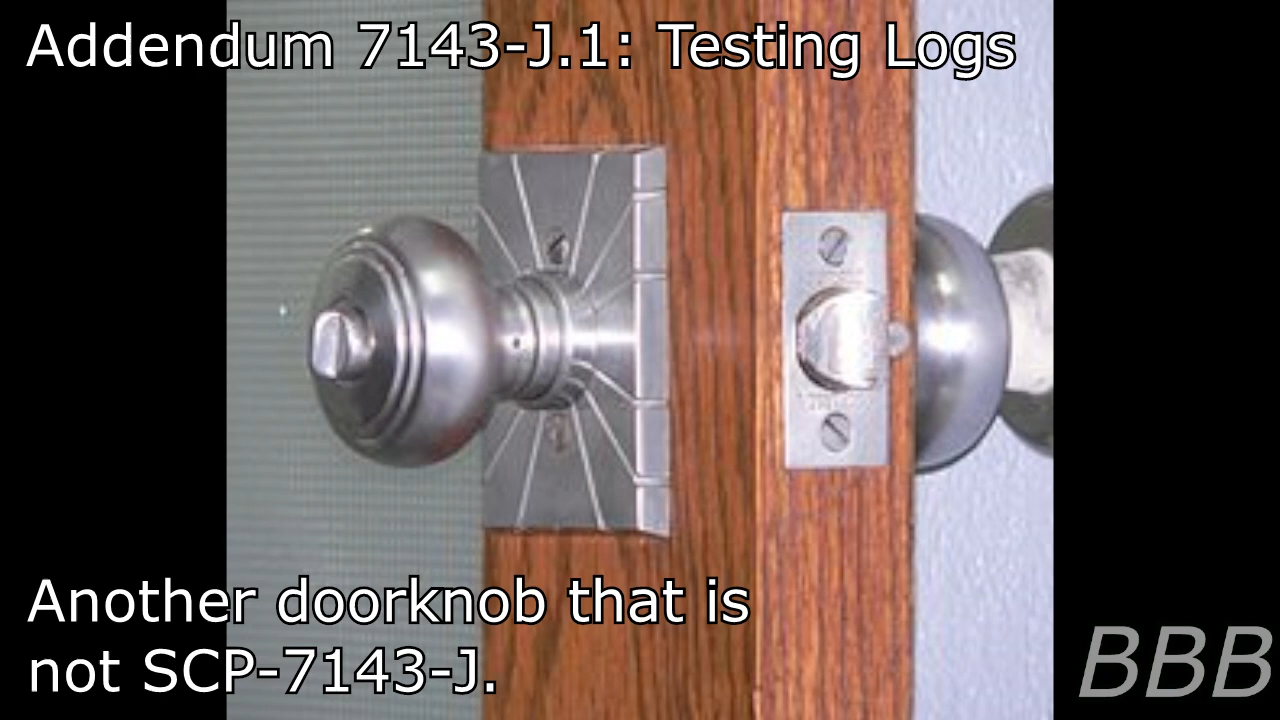 Addendum 7143-J.1: Testing Logs
Another doorknob that is
not SCP-7143-J.
BBB